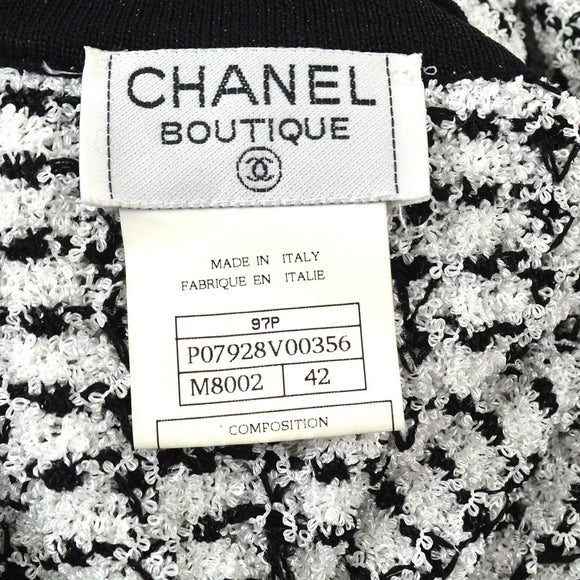 CHANEL
BOUTIQUE
MADE IN ITALY
FABRIQUE EN ITALIE
97P
P07928V00356
M8002 42
COMPOSITION